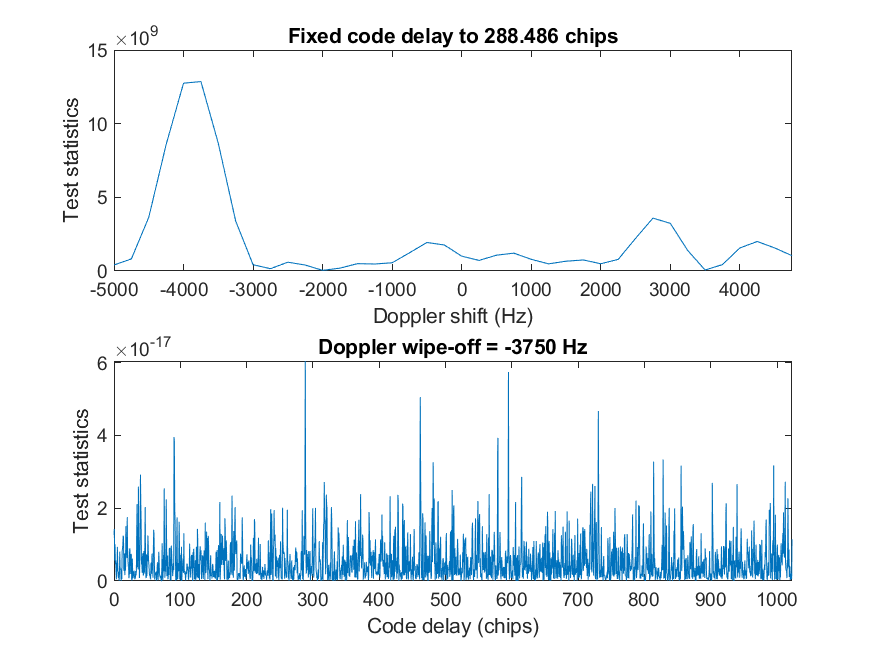 ×10^9
Fixed code delay to 288.486 chips
15
10
5
0
Test statistics
-5000 -4000 -3000 -2000 -1000 0 1000 2000 3000 4000
Doppler shift (Hz)
×10^-17
Doppler wipe-off = -3750 Hz
6
4
2
0
Test statistics
0 100 200 300 400 500 600 700 800 900 1000
Code delay (chips)